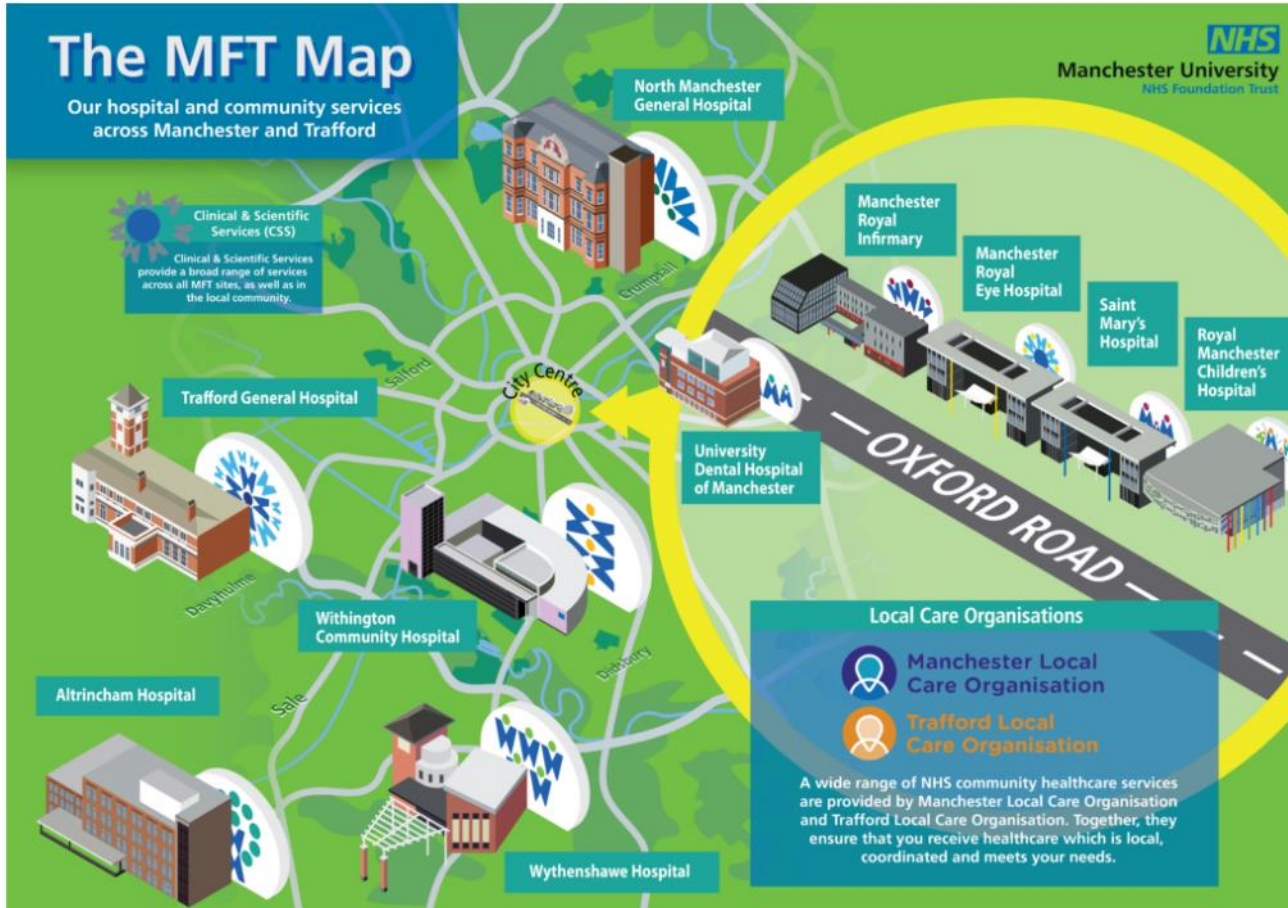 The MFT Map
Our hospital and community services
across Manchester and Trafford
NHS
Manchester University
NHS Foundation Trust
North Manchester
General Hospital
Clinical & Scientific
Services (CSS)
Clinical & Scientific Services
provide a broad range of services
across all MFT sites, as well as in
the local community.
Manchester
Royal
Infirmary
Manchester
Royal
Eye Hospital
Saint
Mary's
Hospital
Royal
Manchester
Children's
Hospital
Crumpsall
Salford
City Centre
Trafford General Hospital
University
Dental Hospital
of Manchester
OXFORD ROAD
Davyhulme
Withington
Community Hospital
Didsbury
Altrincham Hospital
Sale
Wythenshawe Hospital
Local Care Organisations
Manchester Local
Care Organisation
Trafford Local
Care Organisation
A wide range of NHS community healthcare services
are provided by Manchester Local Care Organisation
and Trafford Local Care Organisation. Together, they
ensure that you receive healthcare which is local,
coordinated and meets your needs.